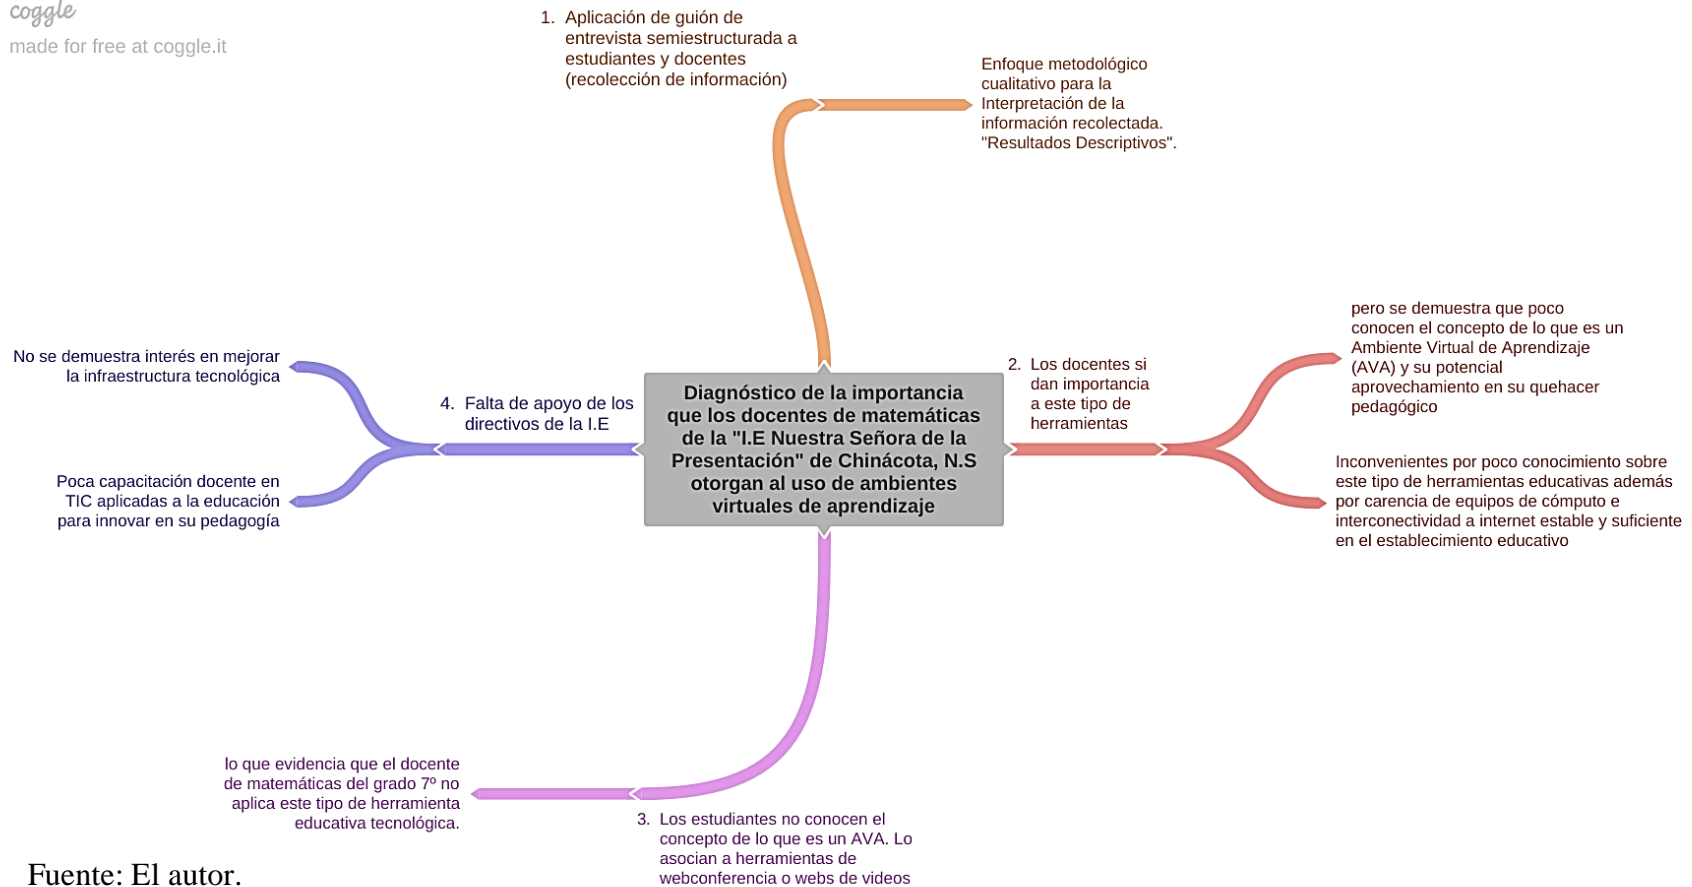 coggle
made for free at coggle.it
1. Aplicación de guión de
entrevista semiestructurada a
estudiantes y docentes
(recolección de información)
Enfoque metodológico
cualitativo para la
Interpretación de la
información recolectada.
"Resultados Descriptivos".
Diagnóstico de la importancia
que los docentes de matemáticas
de la "I.E Nuestra Señora de la
Presentación" de Chinácota, N.S
otorgan al uso de ambientes
virtuales de aprendizaje
2. Los docentes si
dan importancia
a este tipo de
herramientas
pero se demuestra que poco
conocen el concepto de lo que es un
Ambiente Virtual de Aprendizaje
(AVA) y su potencial
aprovechamiento en su quehacer
pedagógico
Inconvenientes por poco conocimiento sobre
este tipo de herramientas educativas además
por carencia de equipos de cómputo e
interconectividad a internet estable y suficiente
en el establecimiento educativo
3. Los estudiantes no conocen el
concepto de lo que es un AVA. Lo
asocian a herramientas de
webconferencia o webs de videos
lo que evidencia que el docente
de matemáticas del grado 7º no
aplica este tipo de herramienta
educativa tecnológica.
4. Falta de apoyo de los
directivos de la I.E
No se demuestra interés en mejorar
la infraestructura tecnológica
Poca capacitación docente en
TIC aplicadas a la educación
para innovar en su pedagogía
Fuente: El autor.